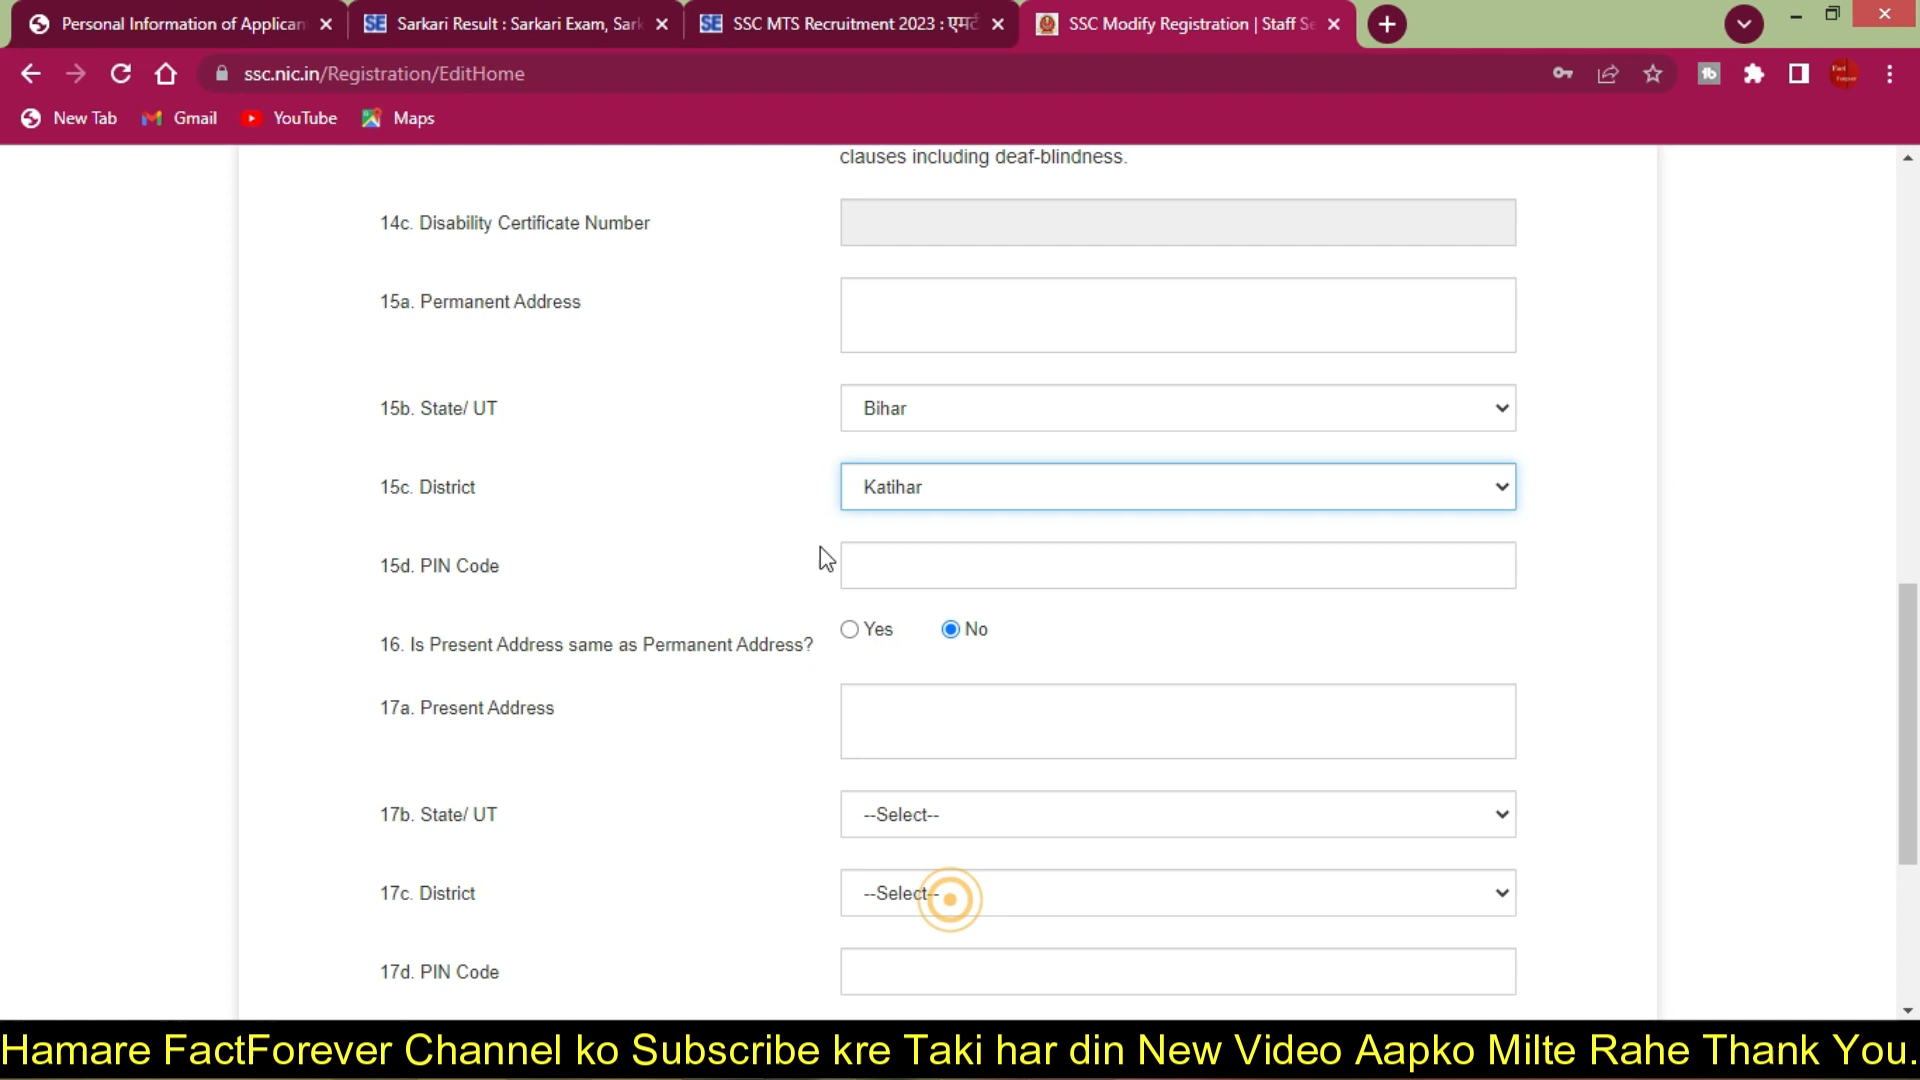 Personal Information of Applican
Sarkari Result : Sarkari Exam, Sark
SSC MTS Recruitment 2023 : एमट
SSC Modify Registration | Staff Se
ssc.nic.in/Registration/EditHome
New Tab
Gmail
YouTube
Maps
clauses including deaf-blindness.
14c. Disability Certificate Number
15a. Permanent Address
15b. State/ UT
Bihar
15c. District
Katihar
15d. PIN Code
16. Is Present Address same as Permanent Address?
Yes
No
17a. Present Address
17b. State/ UT
--Select--
17c. District
--Select--
17d. PIN Code
Hamare FactForever Channel ko Subscribe kre Taki har din New Video Aapko Milte Rahe Thank You.